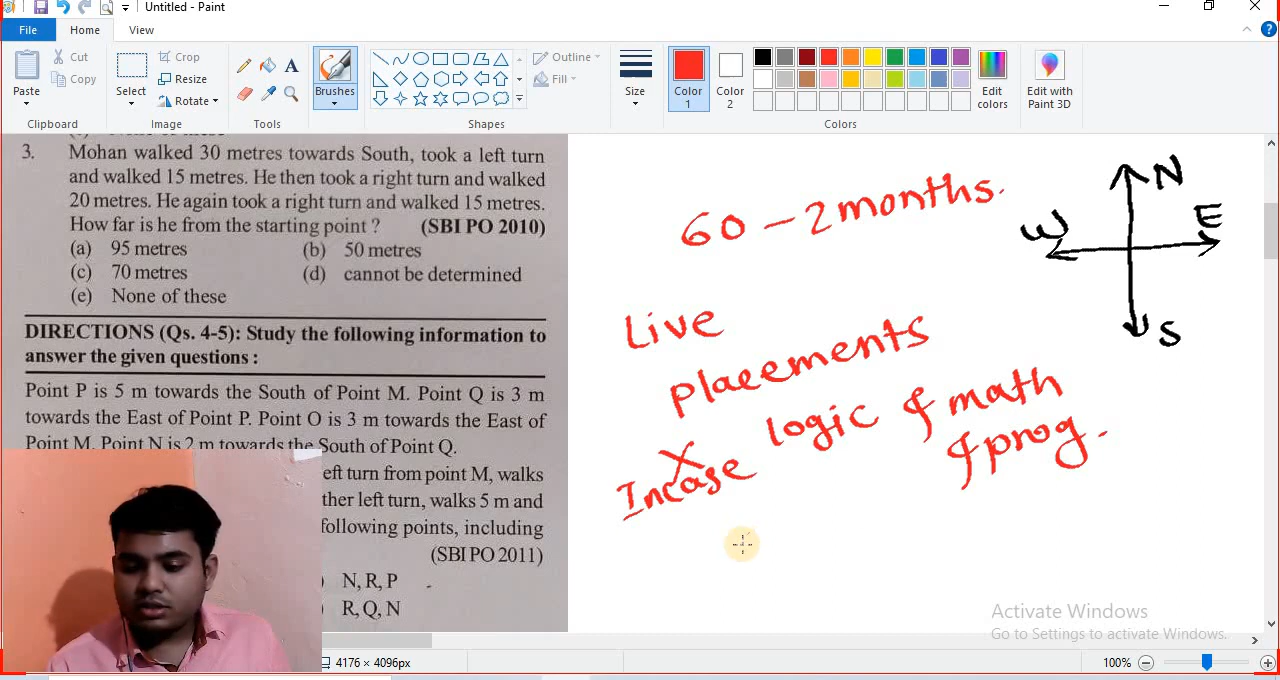 Untitled - Paint
File
Home
View
Paste
Cut
Copy
Clipboard
Select
Crop
Resize
Rotate
Image
A
Tools
Brushes
Shapes
Outline
Fill
Size
Color
1
Color
2
Edit
colors
Edit with
Paint 3D
Colors
3. Mohan walked 30 metres towards South, took a left turn
and walked 15 metres. He then took a right turn and walked
20 metres. He again took a right turn and walked 15 metres.
How far is he from the starting point ? (SBI PO 2010)
(a) 95 metres (b) 50 metres
(c) 70 metres (d) cannot be determined
(e) None of these
DIRECTIONS (Qs. 4-5): Study the following information to
answer the given questions :
Point P is 5 m towards the South of Point M. Point Q is 3 m
towards the East of Point P. Point O is 3 m towards the East of
Point M. Point N is 2 m towards the South of Point Q.
eft turn from point M, walks
ther left turn, walks 5 m and
following points, including
(SBI PO 2011)
) N, R, P
) R, Q, N
60 - 2 months.
N
W
E
S
Live
placements
X logic & math
& prog.
Incase
Activate Windows
Go to Settings to activate Windows.
4176 × 4096px
100%